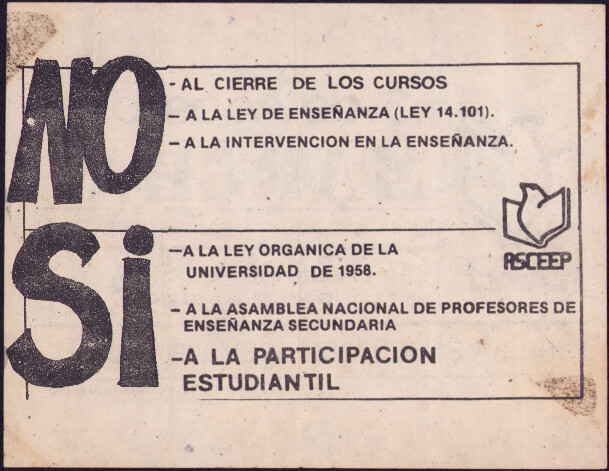 NO
- AL CIERRE DE LOS CURSOS
- A LA LEY DE ENSEÑANZA (LEY 14.101).
- A LA INTERVENCION EN LA ENSEÑANZA.
ASCEEP
Si
- A LA LEY ORGANICA DE LA
UNIVERSIDAD DE 1958.
- A LA ASAMBLEA NACIONAL DE PROFESORES DE
ENSEÑANZA SECUNDARIA
- A LA PARTICIPACION
ESTUDIANTIL